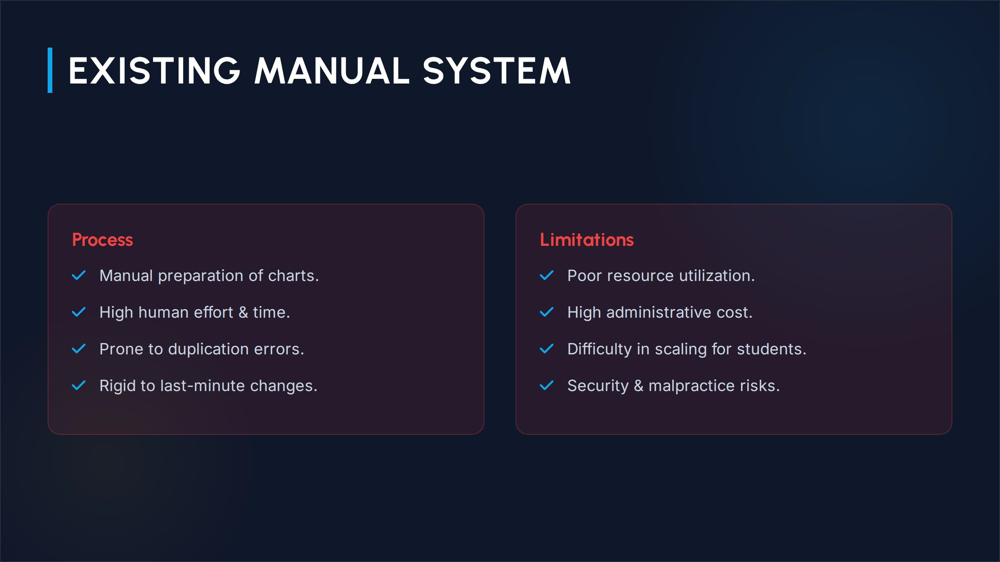 EXISTING MANUAL SYSTEM
Process
Manual preparation of charts.
High human effort & time.
Prone to duplication errors.
Rigid to last-minute changes.
Limitations
Poor resource utilization.
High administrative cost.
Difficulty in scaling for students.
Security & malpractice risks.